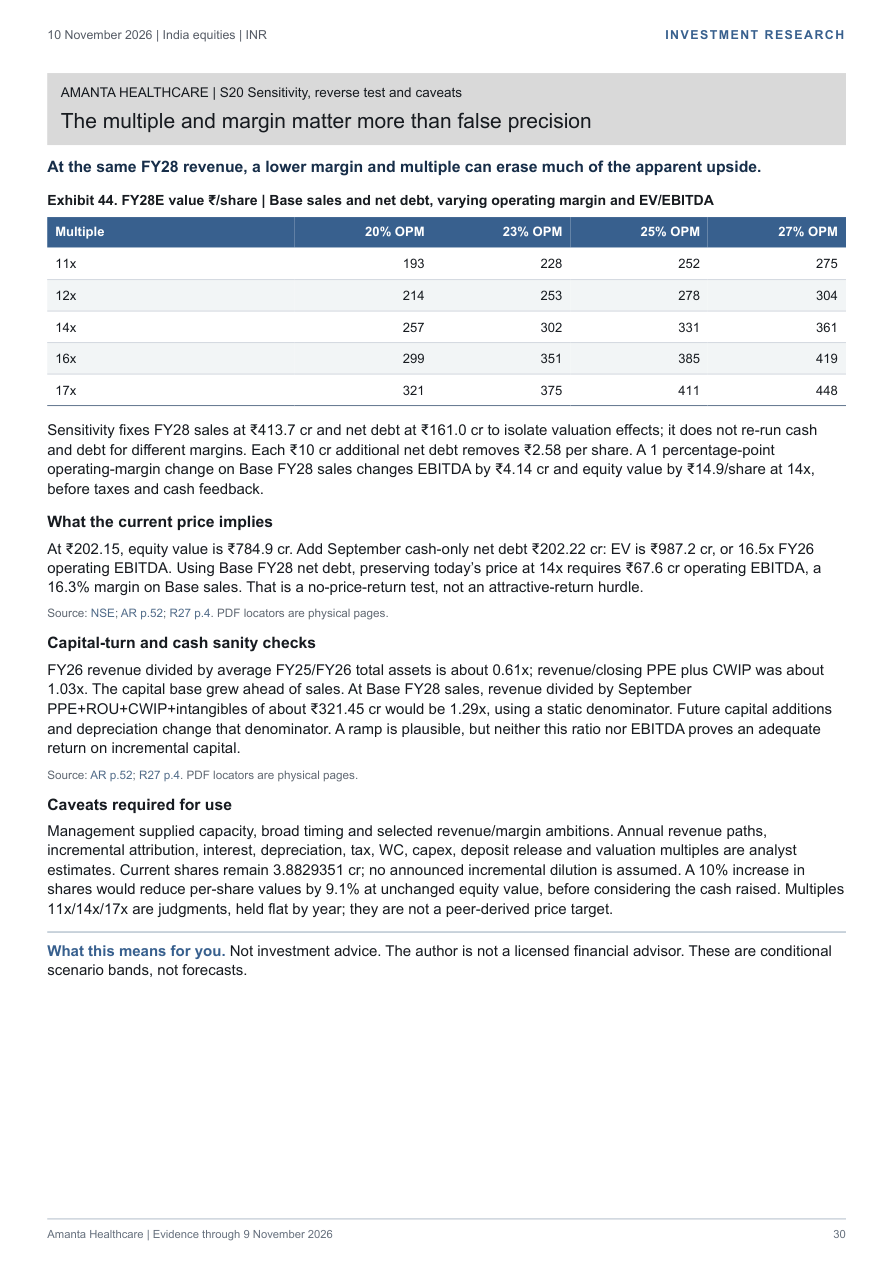 10 November 2026 | India equities | INR
INVESTMENT RESEARCH
AMANTA HEALTHCARE | S20 Sensitivity, reverse test and caveats
The multiple and margin matter more than false precision
At the same FY28 revenue, a lower margin and multiple can erase much of the apparent upside.
Exhibit 44. FY28E value ₹/share | Base sales and net debt, varying operating margin and EV/EBITDA
Multiple 20% OPM 23% OPM 25% OPM 27% OPM
11x 193 228 252 275
12x 214 253 278 304
14x 257 302 331 361
16x 299 351 385 419
17x 321 375 411 448
Sensitivity fixes FY28 sales at ₹413.7 cr and net debt at ₹161.0 cr to isolate valuation effects; it does not re-run cash
and debt for different margins. Each ₹10 cr additional net debt removes ₹2.58 per share. A 1 percentage-point
operating-margin change on Base FY28 sales changes EBITDA by ₹4.14 cr and equity value by ₹14.9/share at 14x,
before taxes and cash feedback.
What the current price implies
At ₹202.15, equity value is ₹784.9 cr. Add September cash-only net debt ₹202.22 cr: EV is ₹987.2 cr, or 16.5x FY26
operating EBITDA. Using Base FY28 net debt, preserving today’s price at 14x requires ₹67.6 cr operating EBITDA, a
16.3% margin on Base sales. That is a no-price-return test, not an attractive-return hurdle.
Source: NSE; AR p.52; R27 p.4. PDF locators are physical pages.
Capital-turn and cash sanity checks
FY26 revenue divided by average FY25/FY26 total assets is about 0.61x; revenue/closing PPE plus CWIP was about
1.03x. The capital base grew ahead of sales. At Base FY28 sales, revenue divided by September
PPE+ROU+CWIP+intangibles of about ₹321.45 cr would be 1.29x, using a static denominator. Future capital additions
and depreciation change that denominator. A ramp is plausible, but neither this ratio nor EBITDA proves an adequate
return on incremental capital.
Source: AR p.52; R27 p.4. PDF locators are physical pages.
Caveats required for use
Management supplied capacity, broad timing and selected revenue/margin ambitions. Annual revenue paths,
incremental attribution, interest, depreciation, tax, WC, capex, deposit release and valuation multiples are analyst
estimates. Current shares remain 3.8829351 cr; no announced incremental dilution is assumed. A 10% increase in
shares would reduce per-share values by 9.1% at unchanged equity value, before considering the cash raised. Multiples
11x/14x/17x are judgments, held flat by year; they are not a peer-derived price target.
What this means for you. Not investment advice. The author is not a licensed financial advisor. These are conditional
scenario bands, not forecasts.
Amanta Healthcare | Evidence through 9 November 2026
30